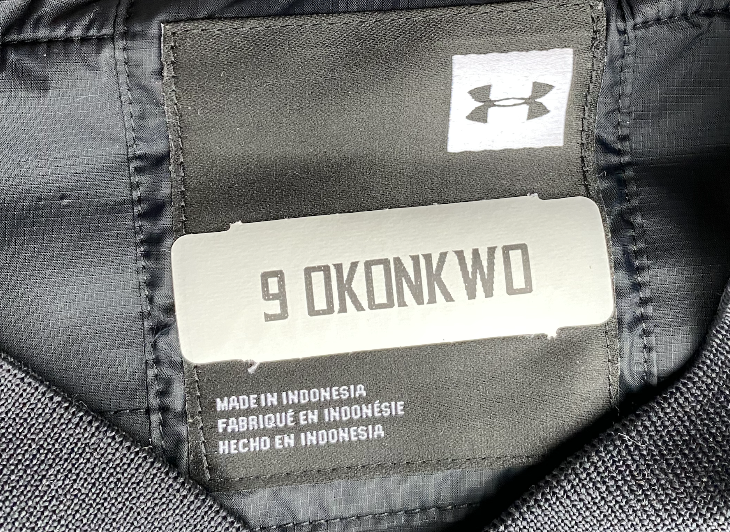 9 OKONKWO
MADE IN INDONESIA
FABRIQUÉ EN INDONÉSIE
HECHO EN INDONESIA